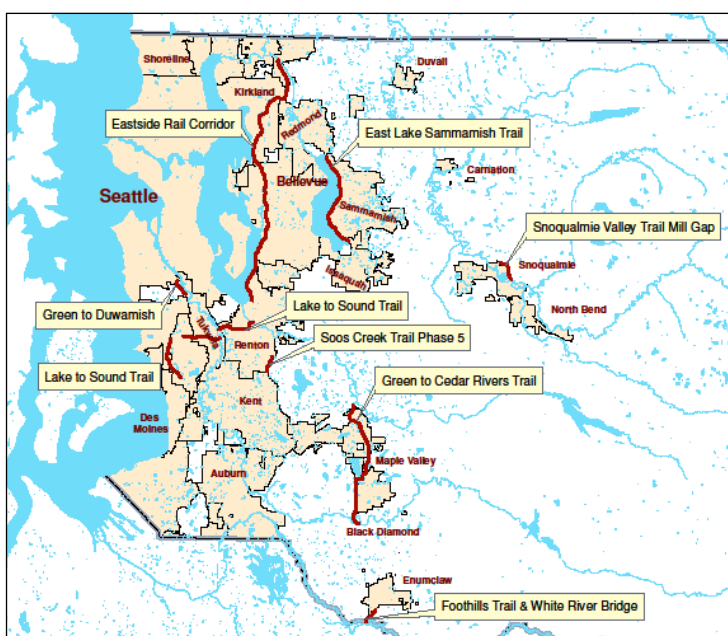 Shoreline
Duvall
Kirkland
Eastside Rail Corridor
Redmond
East Lake Sammamish Trail
Carnation
Bellevue
Seattle
Sammamish
Snoqualmie Valley Trail Mill Gap
Snoqualmie
Issaquah
North Bend
Green to Duwamish
Lake to Sound Trail
Tukwila
Renton
Soos Creek Trail Phase 5
Lake to Sound Trail
Green to Cedar Rivers Trail
Kent
Des
Moines
Maple Valley
Auburn
Black Diamond
Enumclaw
Foothills Trail & White River Bridge